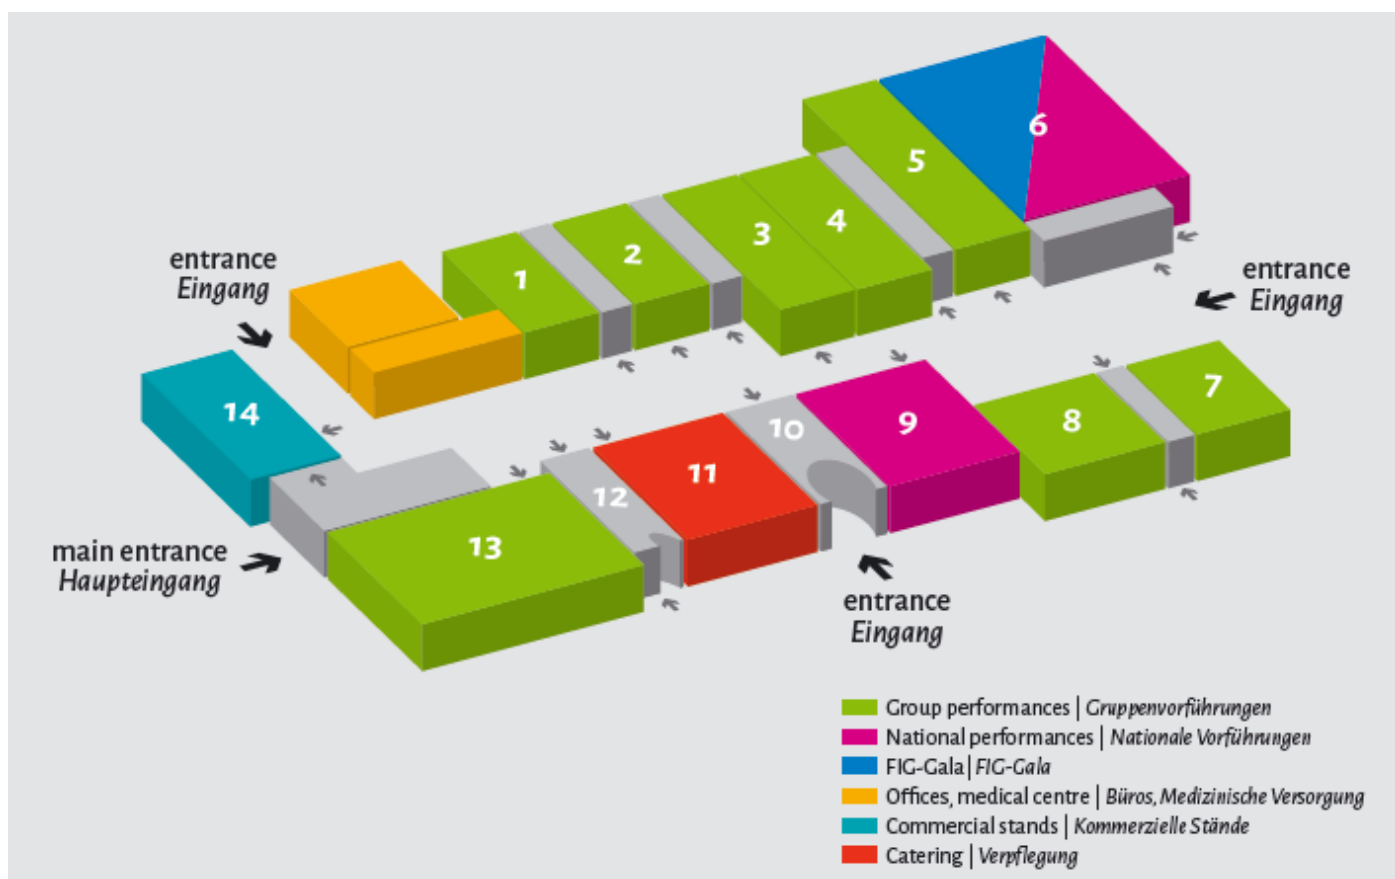 6
5
4
3
2
1
entrance
Eingang
entrance
Eingang
14
7
8
9
10
11
12
13
main entrance
Haupteingang
entrance
Eingang
Group performances | Gruppenvorführungen
National performances | Nationale Vorführungen
FIG-Gala | FIG-Gala
Offices, medical centre | Büros, Medizinische Versorgung
Commercial stands | Kommerzielle Stände
Catering | Verpflegung